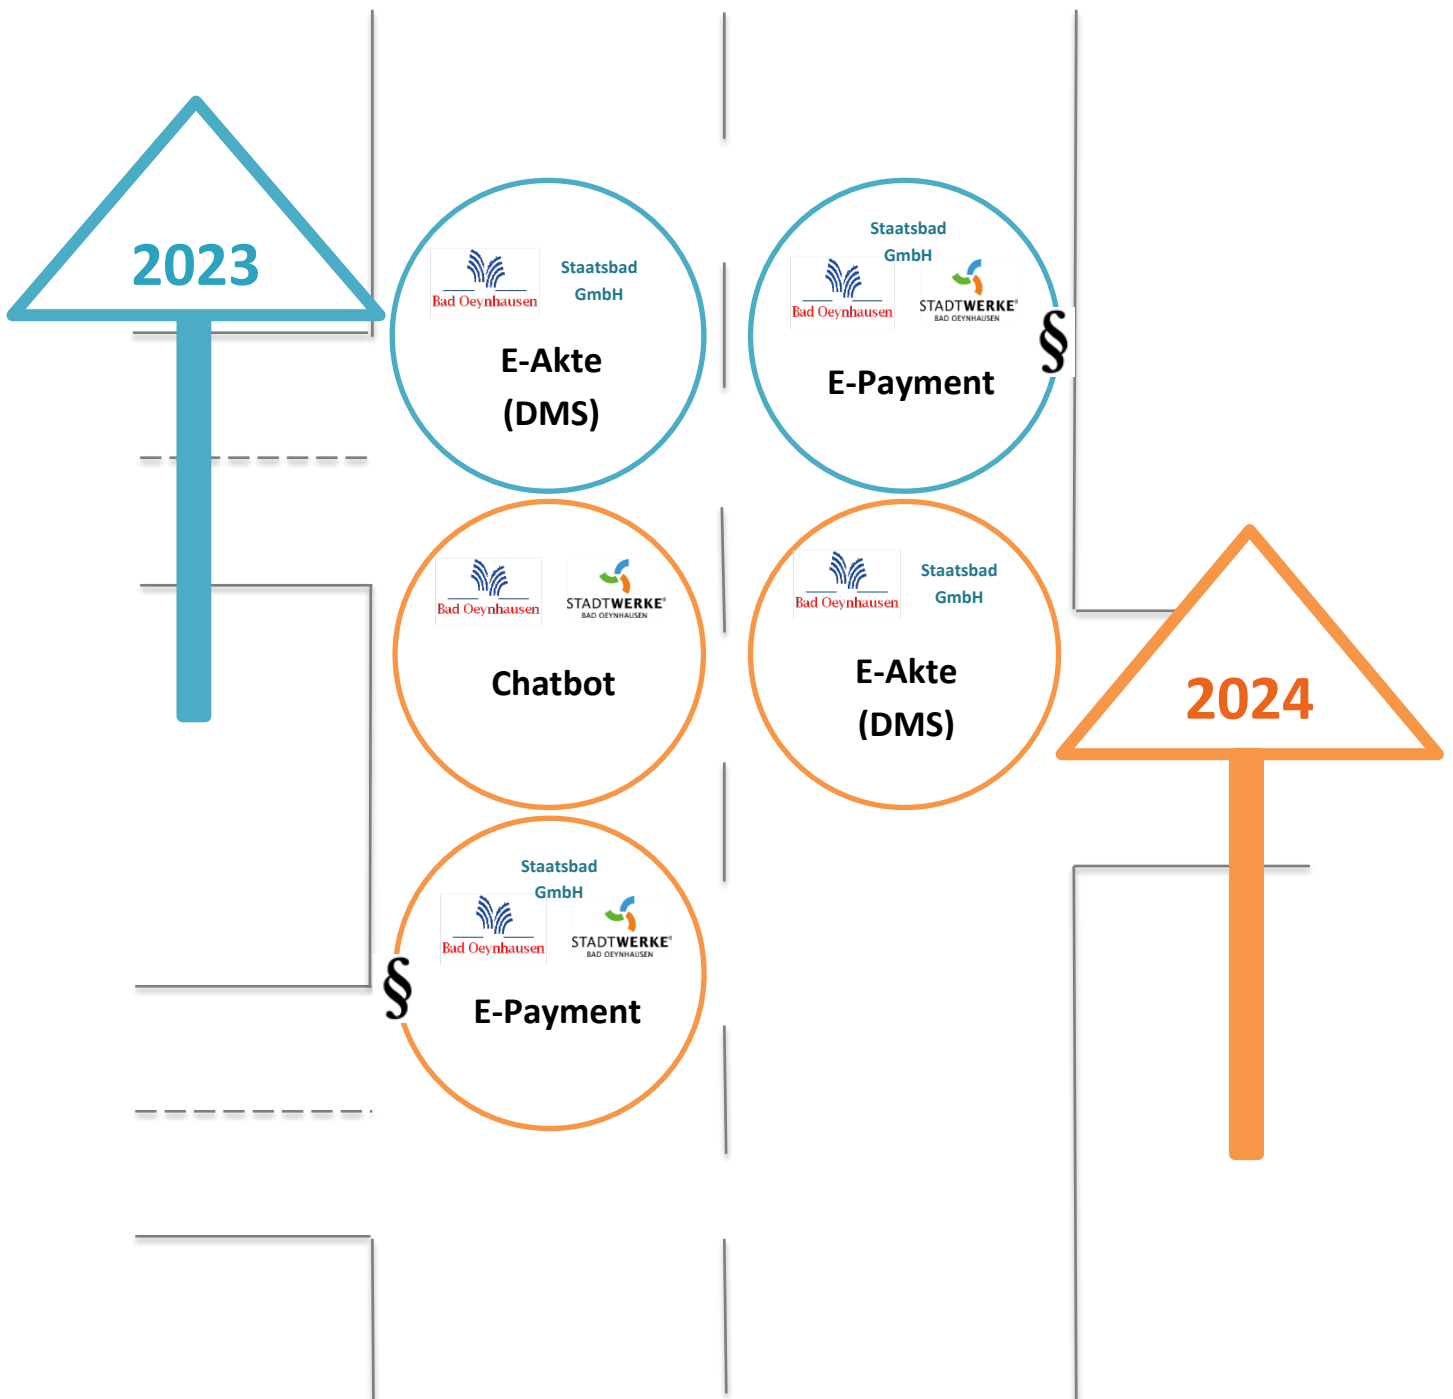 2023
Bad Oeynhausen
Staatsbad
GmbH
E-Akte
(DMS)
Staatsbad
GmbH
Bad Oeynhausen
STADTWERKE®
BAD OEYNHAUSEN
§
E-Payment
Bad Oeynhausen
STADTWERKE®
BAD OEYNHAUSEN
Chatbot
Bad Oeynhausen
Staatsbad
GmbH
E-Akte
(DMS)
2024
Staatsbad
GmbH
Bad Oeynhausen
STADTWERKE®
BAD OEYNHAUSEN
§
E-Payment